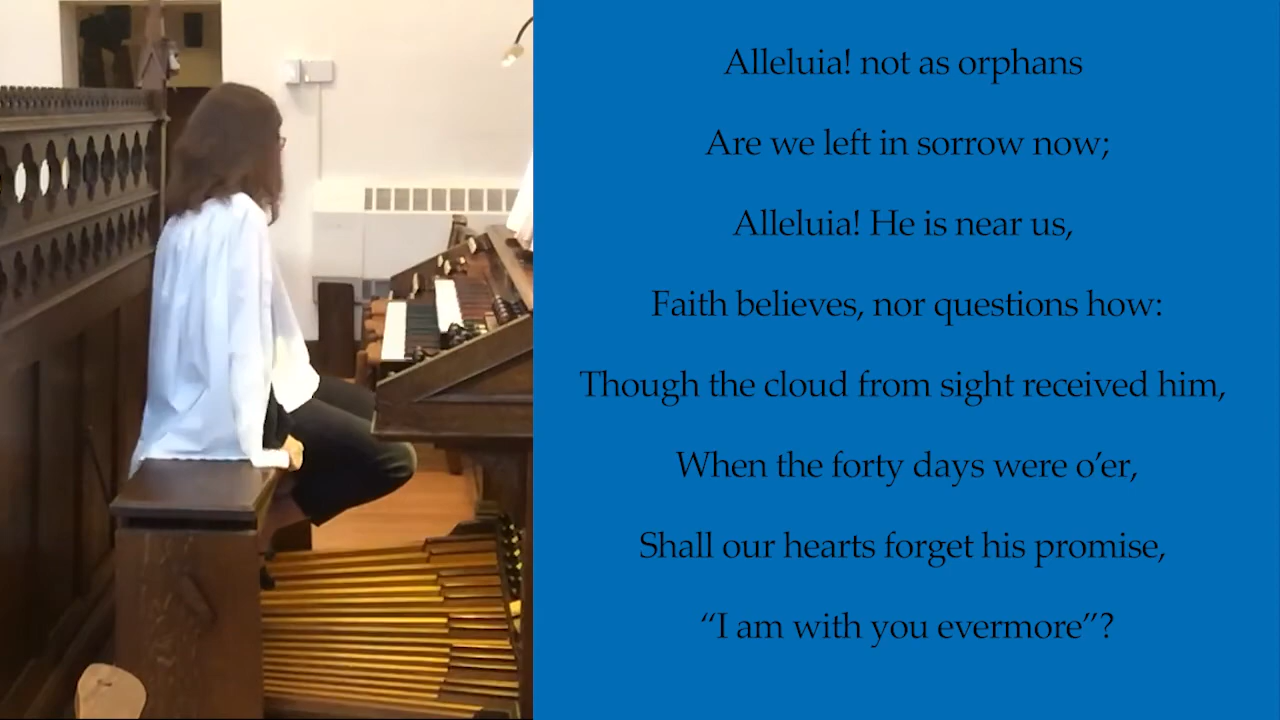 Alleluia! not as orphans
Are we left in sorrow now;
Alleluia! He is near us,
Faith believes, nor questions how:
Though the cloud from sight received him,
When the forty days were o’er,
Shall our hearts forget his promise,
“I am with you evermore”?